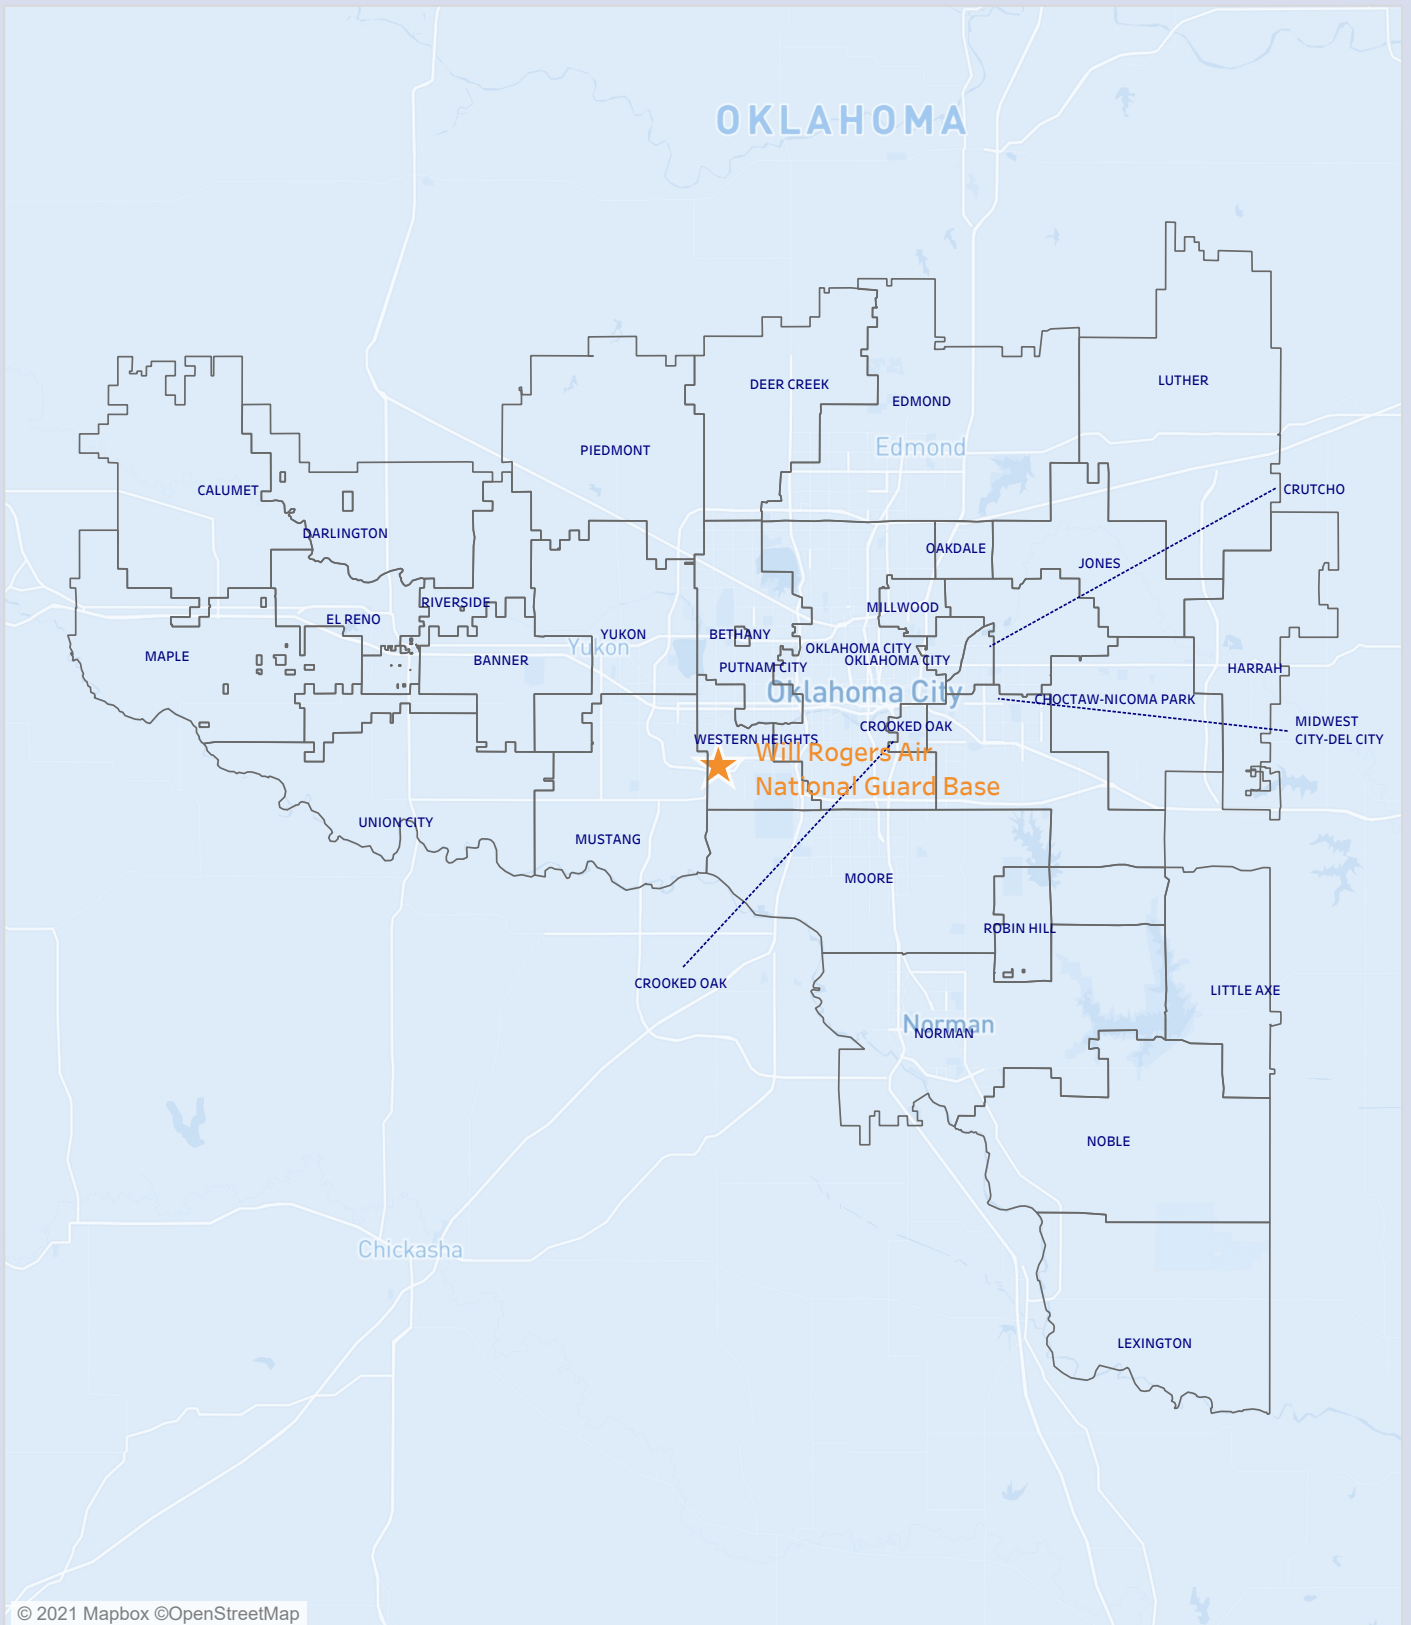 OKLAHOMA
LUTHER
DEER CREEK
EDMOND
Edmond
PIEDMONT
CALUMET
CRUTCHO
DARLINGTON
OAKDALE
JONES
RIVERSIDE
MILLWOOD
EL RENO
YUKON
Yukon
BETHANY
OKLAHOMA CITY
OKLAHOMA CITY
MAPLE
BANNER
PUTNAM CITY
HARRAH
Oklahoma City
CHOCTAW-NICOMA PARK
MIDWEST
CITY-DEL CITY
CROOKED OAK
WESTERN HEIGHTS
Will Rogers Air
National Guard Base
UNION CITY
MUSTANG
MOORE
ROBIN HILL
CROOKED OAK
LITTLE AXE
Norman
NORMAN
NOBLE
Chickasha
LEXINGTON
© 2021 Mapbox ©OpenStreetMap